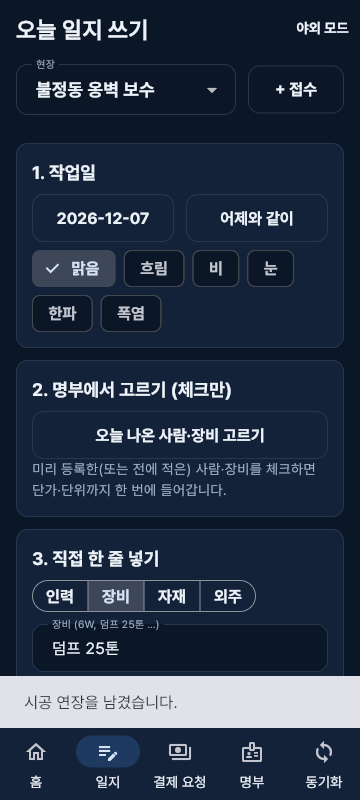 오늘 일지 쓰기
야외 모드
현장
불정동 옹벽 보수
+ 접수
1. 작업일
2026-12-07
어제와 같이
맑음
흐림
비
눈
한파
폭염
2. 명부에서 고르기 (체크만)
오늘 나온 사람·장비 고르기
미리 등록한(또는 전에 적은) 사람·장비를 체크하면
단가·단위까지 한 번에 들어갑니다.
3. 직접 한 줄 넣기
인력
장비
자재
외주
장비 (6W, 덤프 25톤 ...)
덤프 25톤
시공 연장을 남겼습니다.
홈
일지
결제 요청
명부
동기화